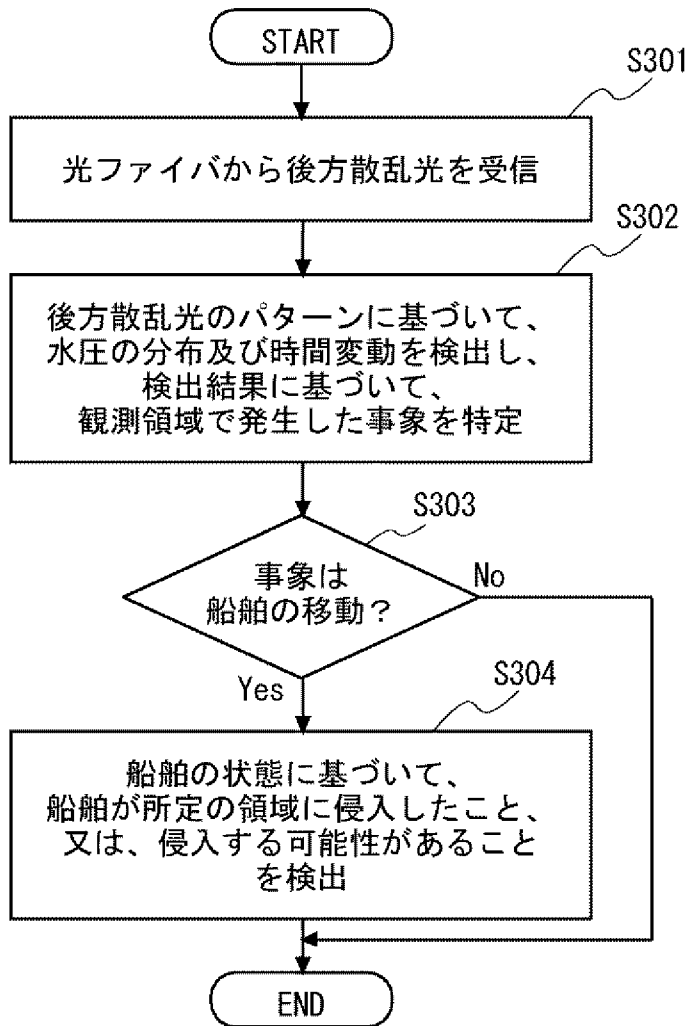 START
S301
光ファイバから後方散乱光を受信
S302
後方散乱光のパターンに基づいて、
水圧の分布及び時間変動を検出し、
検出結果に基づいて、
観測領域で発生した事象を特定
S303
事象は
船舶の移動？
No
Yes
S304
船舶の状態に基づいて、
船舶が所定の領域に侵入したこと、
又は、侵入する可能性があること
を検出
END